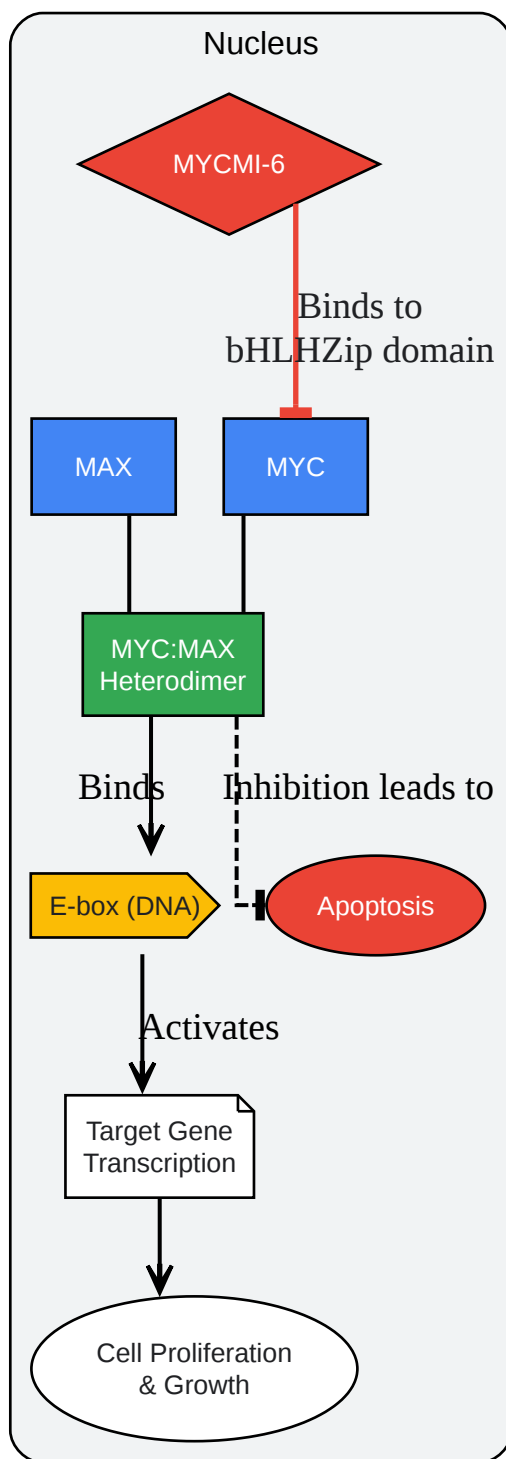 Nucleus
MYCMI-6
Binds to
bHLHZip domain
MAX
MYC
MYC:MAX
Heterodimer
Binds
Inhibition leads to
E-box (DNA)
Apoptosis
Activates
Target Gene
Transcription
Cell Proliferation
& Growth